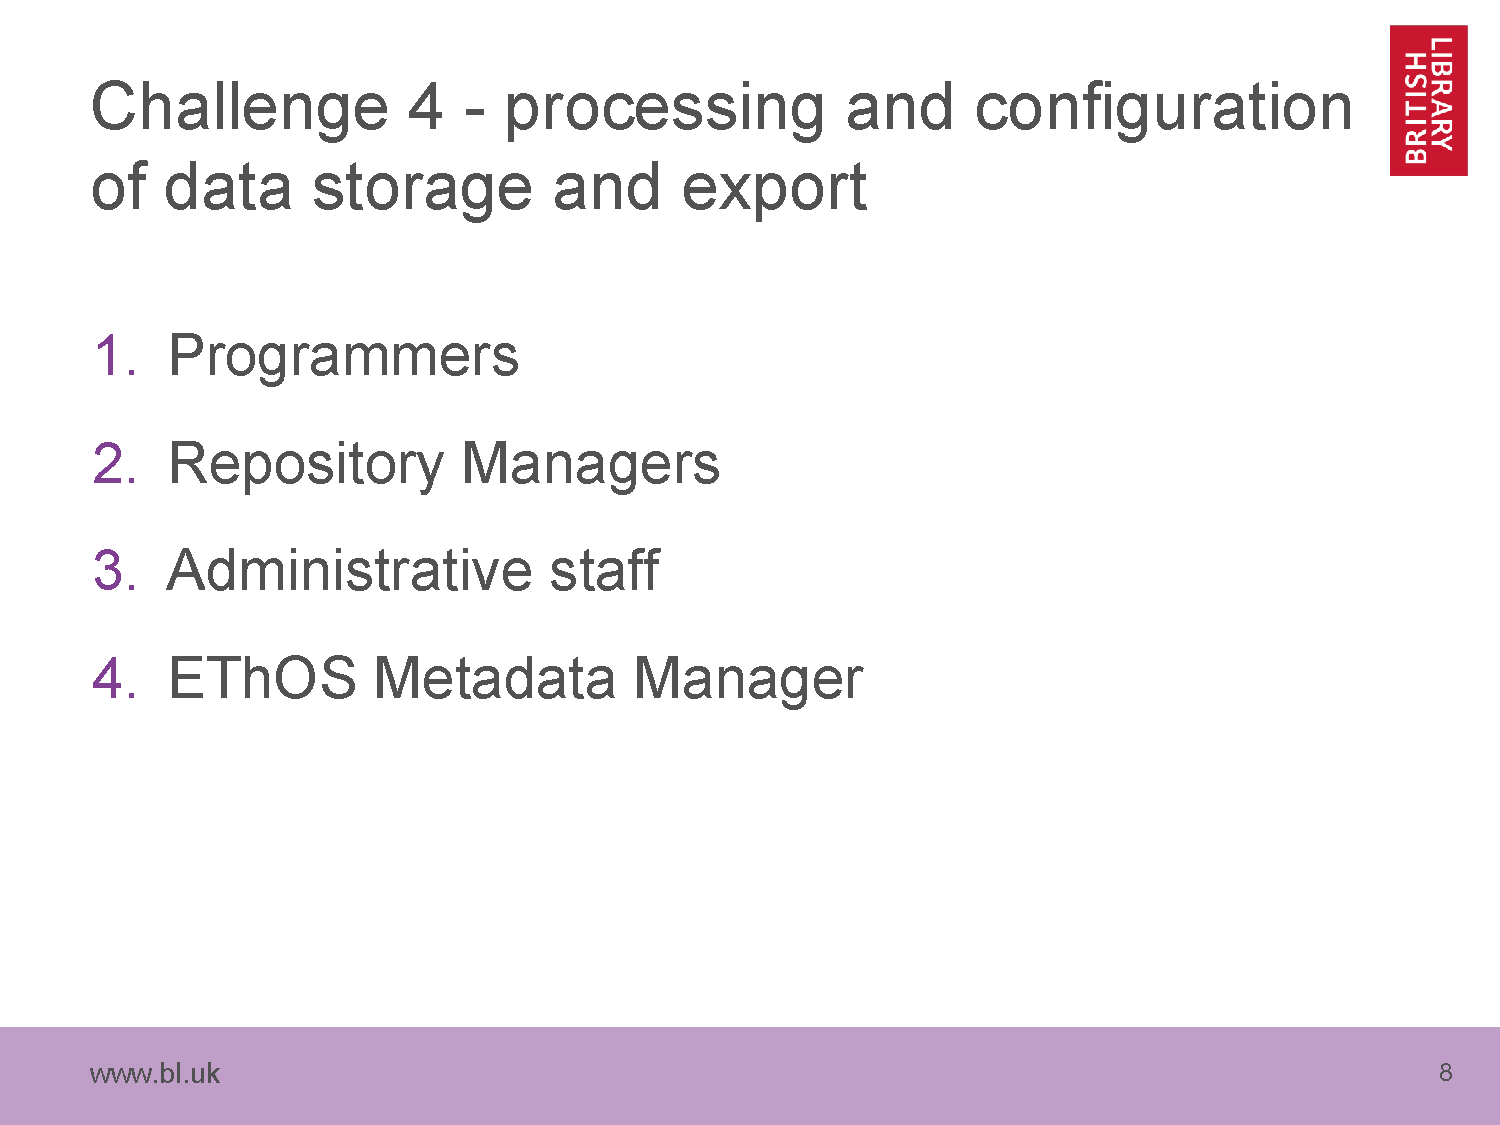 Challenge 4 - processing and configuration
of data storage and export
BRITISH
LIBRARY
1. Programmers
2. Repository Managers
3. Administrative staff
4. EThOS Metadata Manager
www.bl.uk
8